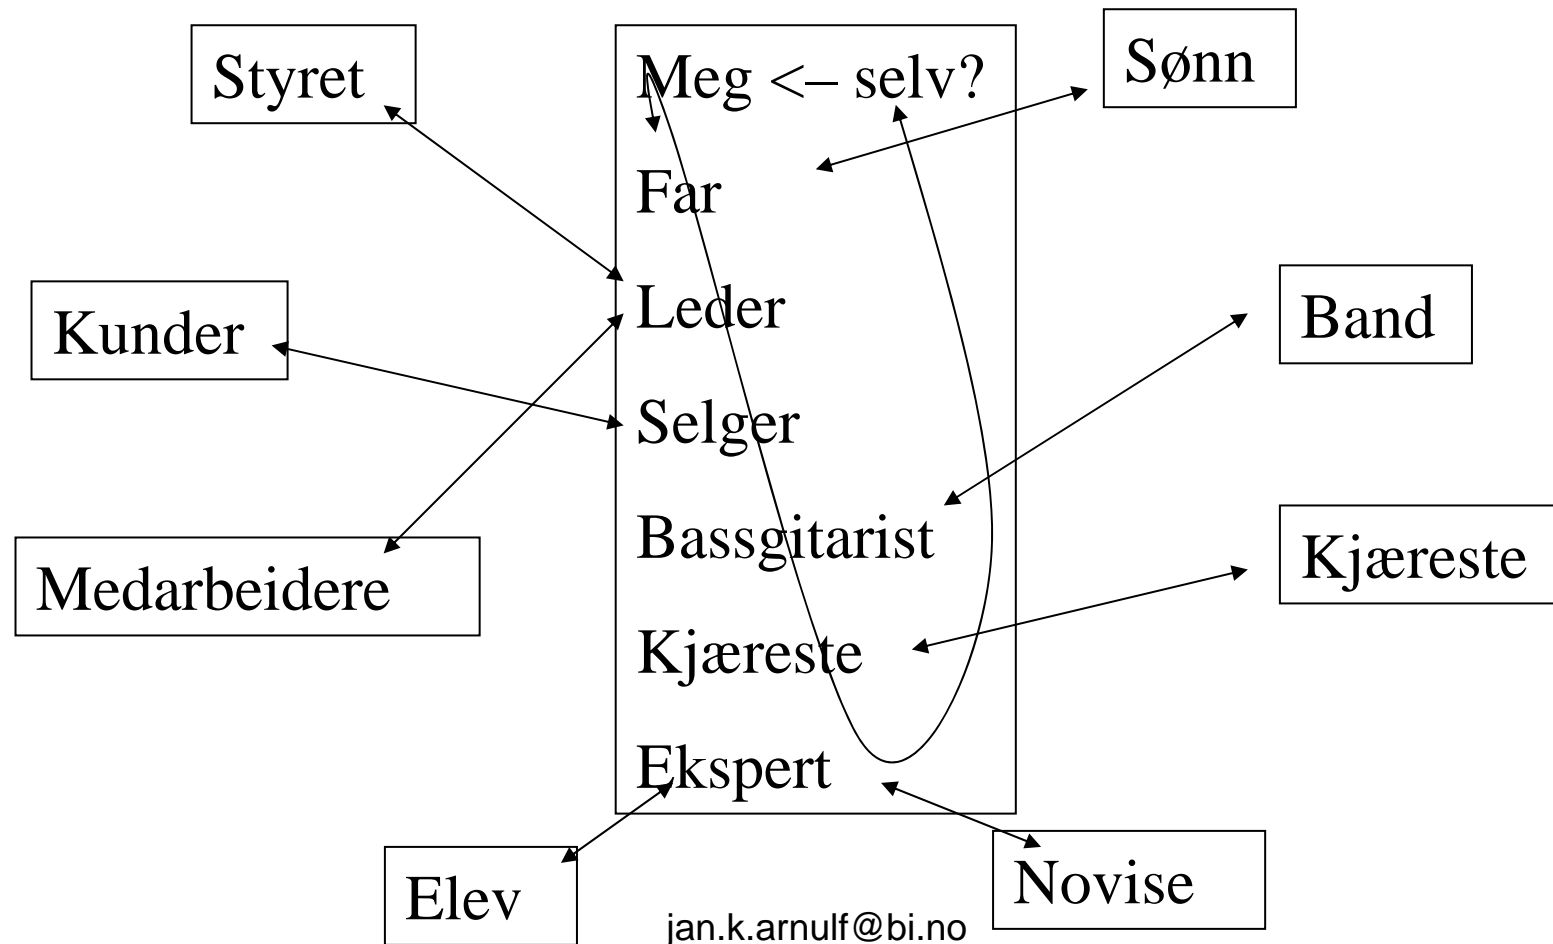 Styret
Meg <– selv?
Sønn
Far
Kunder
Leder
Band
Selger
Medarbeidere
Bassgitarist
Kjæreste
Kjæreste
Ekspert
Elev
Novise
jan.k.arnulf@bi.no